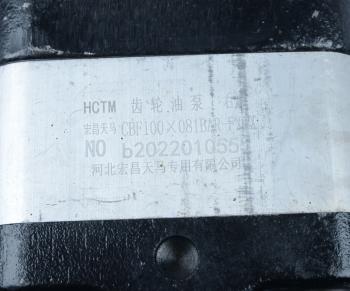 HCTM 齿轮油泵
宏昌天马 CBF100×081B
NO b202201055
河北宏昌天马专用有限公司